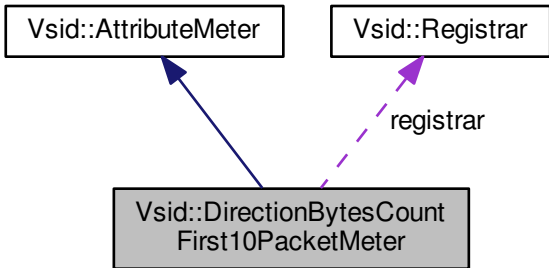 Vsid::AttributeMeter
Vsid::Registrar
registrar
Vsid::DirectionBytesCount
First10PacketMeter